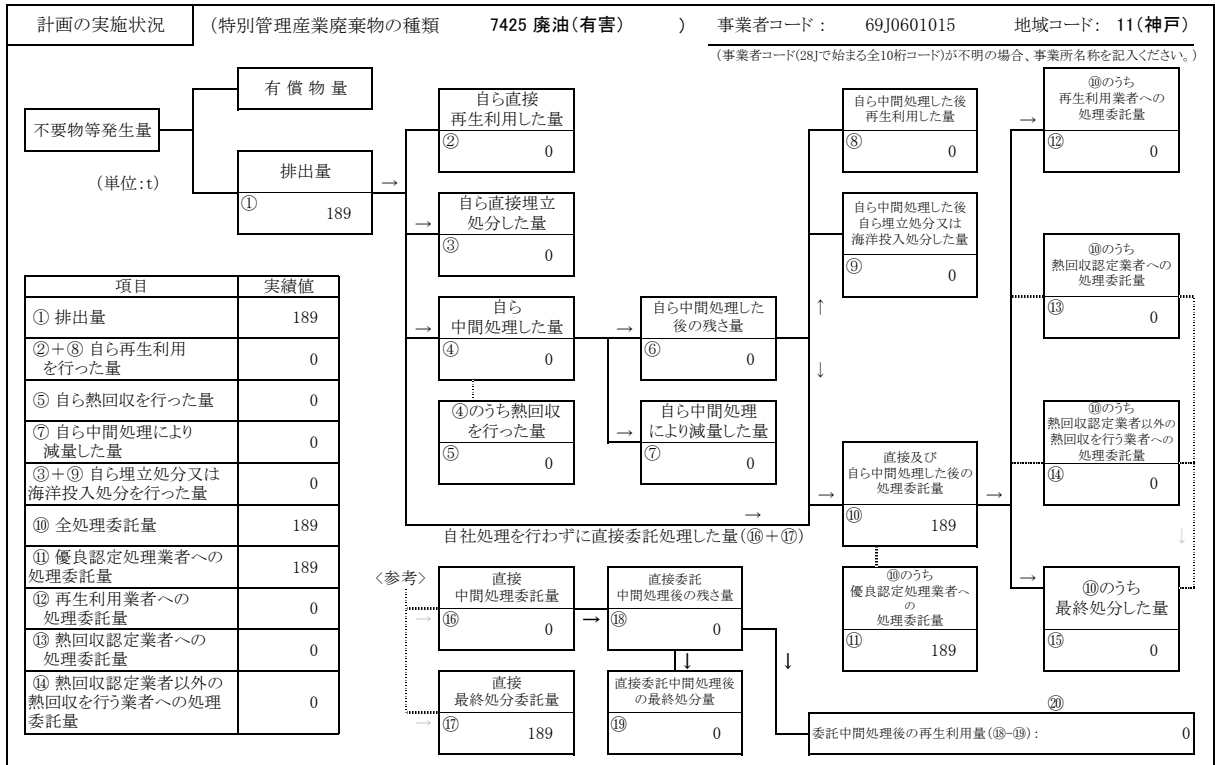 計画の実施状況 (特別管理産業廃棄物の種類 7425 廃油(有害) ) 事業者コード: 69J0601015 地域コード: 11(神戸)
(事業者コード(28Jで始まる全10桁コード)が不明の場合、事業所名称を記入ください。)
不要物等発生量
(単位:t)
有償物量
排出量
① 189
→
自ら直接
再生利用した量
② 0
→
自ら直接埋立
処分した量
③ 0
→
自ら
中間処理した量
④ 0
④のうち熱回収
を行った量
⑤ 0
→
自ら中間処理した
後の残さ量
⑥ 0
→
自ら中間処理
により減量した量
⑦ 0
自ら中間処理した後
再生利用した量
⑧ 0
自ら中間処理した後
自ら埋立処分又は
海洋投入処分した量
⑨ 0
↑
↓
→
自社処理を行わずに直接委託処理した量(⑯+⑰)
→
直接及び
自ら中間処理した後の
処理委託量
⑩ 189
→
⑩のうち
優良認定処理業者へ
の
処理委託量
⑪ 189
→
⑩のうち
再生利用業者への
処理委託量
⑫ 0
⑩のうち
熱回収認定業者への
処理委託量
⑬ 0
⑩のうち
熱回収認定業者以外の
熱回収を行う業者への
処理委託量
⑭ 0
↓
→
⑩のうち
最終処分した量
⑮ 0
項目 実績値
① 排出量 189
②+⑧ 自ら再生利用
を行った量 0
⑤ 自ら熱回収を行った量 0
⑦ 自ら中間処理により
減量した量 0
③+⑨ 自ら埋立処分又は
海洋投入処分を行った量 0
⑩ 全処理委託量 189
⑪ 優良認定処理業者への
処理委託量 189
⑫ 再生利用業者への
処理委託量 0
⑬ 熱回収認定業者への
処理委託量 0
⑭ 熱回収認定業者以外の
熱回収を行う業者への処理
委託量 0
<参考>
→
直接
中間処理委託量
⑯ 0
→
直接委託
中間処理後の残さ量
⑱ 0
↓
↓
→
直接
最終処分委託量
⑰ 189
直接委託中間処理後
の最終処分量
⑲ 0
⑳
委託中間処理後の再生利用量(⑱-⑲): 0